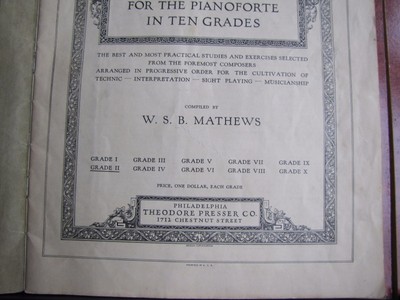 FOR THE PIANOFORTE
IN TEN GRADES
THE BEST AND MOST PRACTICAL STUDIES AND EXERCISES SELECTED
FROM THE FOREMOST COMPOSERS
ARRANGED IN PROGRESSIVE ORDER FOR THE CULTIVATION OF
TECHNIC — INTERPRETATION — SIGHT PLAYING — MUSICIANSHIP
COMPILED BY
W. S. B. MATHEWS
GRADE I GRADE III GRADE V GRADE VII GRADE IX
GRADE II GRADE IV GRADE VI GRADE VIII GRADE X
PRICE, ONE DOLLAR, EACH GRADE
PHILADELPHIA
THEODORE PRESSER CO.
1712 CHESTNUT STREET